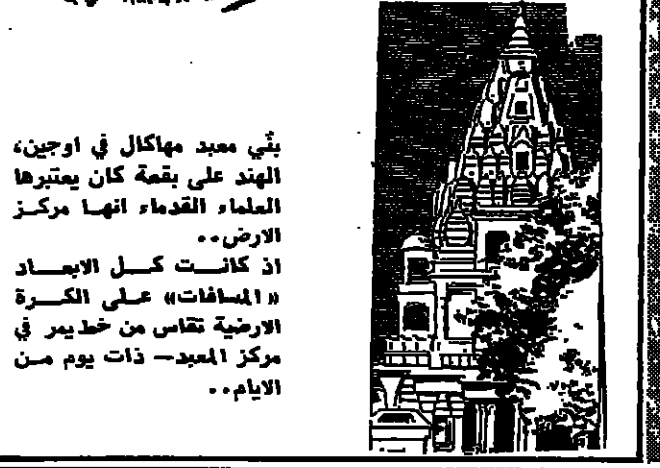 بنُي معبد مهاكال في اوجين،
الهند على بقعة كان يعتبرها
العلماء القدماء انها مركز
الارض..
اذ كانت كل الابعاد
«المسافات» على الكرة
الارضية تقاس من خط يمر في
مركز المعبد — ذات يوم من
الايام..